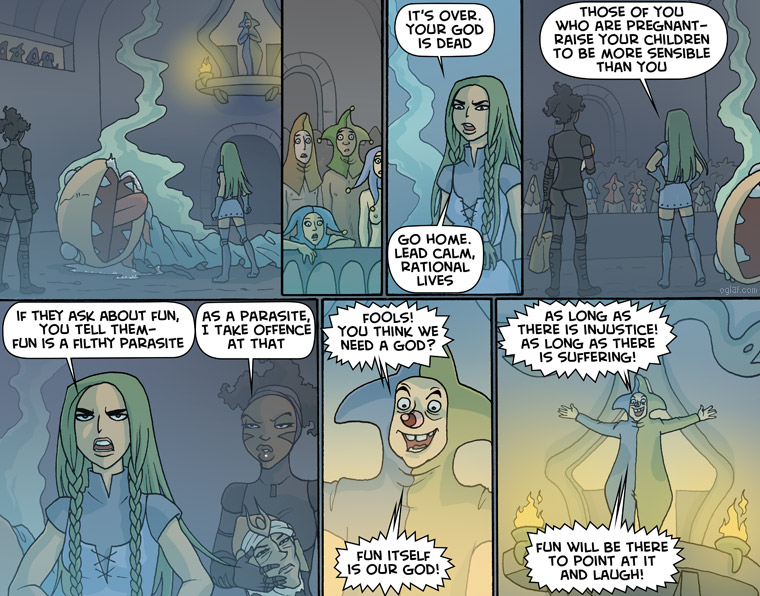 IT'S OVER.
YOUR GOD
IS DEAD
GO HOME.
LEAD CALM,
RATIONAL
LIVES
THOSE OF YOU
WHO ARE PREGNANT-
RAISE YOUR CHILDREN
TO BE MORE SENSIBLE
THAN YOU
oglaf.com
IF THEY ASK ABOUT FUN,
YOU TELL THEM-
FUN IS A FILTHY PARASITE
AS A PARASITE,
I TAKE OFFENCE
AT THAT
FOOLS!
YOU THINK WE
NEED A GOD?
FUN ITSELF
IS OUR GOD!
AS LONG AS
THERE IS INJUSTICE!
AS LONG AS THERE
IS SUFFERING!
FUN WILL BE THERE
TO POINT AT IT
AND LAUGH!